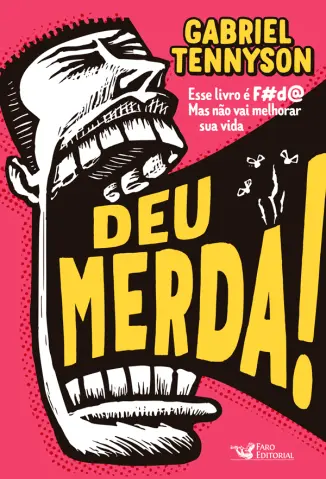 GABRIEL
TENNYSON
Esse livro é F#d@
Mas não vai melhorar
sua vida
DEU
MERDA!
FARO
EDITORIAL